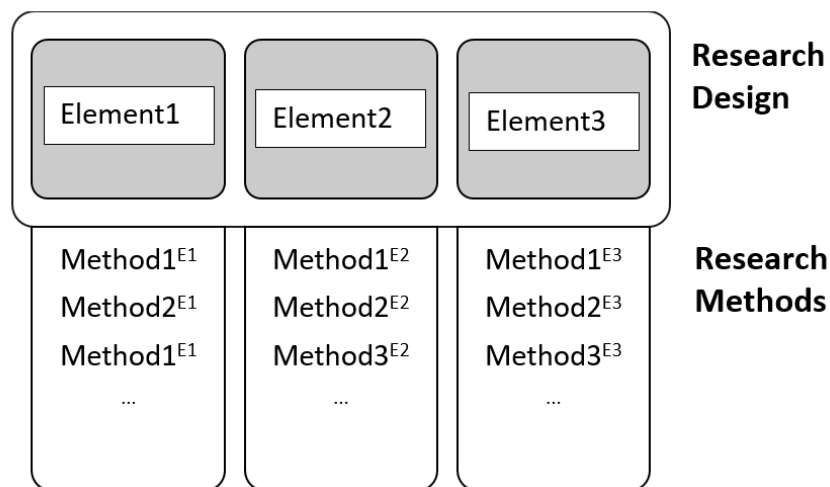 Element1
Element2
Element3
Research
Design
Method1ᴱ¹
Method2ᴱ¹
Method1ᴱ¹
...
Method1ᴱ²
Method2ᴱ²
Method3ᴱ²
...
Method1ᴱ³
Method2ᴱ³
Method3ᴱ³
...
Research
Methods